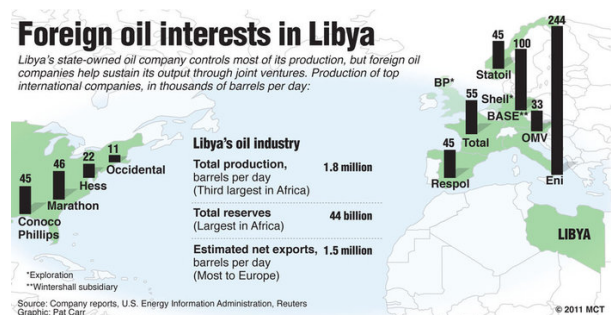 Foreign oil interests in Libya
Libya's state-owned oil company controls most of its production, but foreign oil
companies help sustain its output through joint ventures. Production of top
international companies, in thousands of barrels per day:
45
Conoco
Phillips
46
Marathon
22
Hess
11
Occidental
Libya's oil industry
Total production, 1.8 million
barrels per day
(Third largest in Africa)
Total reserves 44 billion
(Largest in Africa)
Estimated net exports, 1.5 million
barrels per day
(Most to Europe)
BP*
45
Statoil
100
Shell*
BASE**
244
Eni
55
Total
33
OMV
45
Respol
LIBYA
*Exploration
**Wintershall subsidiary
Source: Company reports, U.S. Energy Information Administration, Reuters
Graphic: Pat Carr
© 2011 MCT